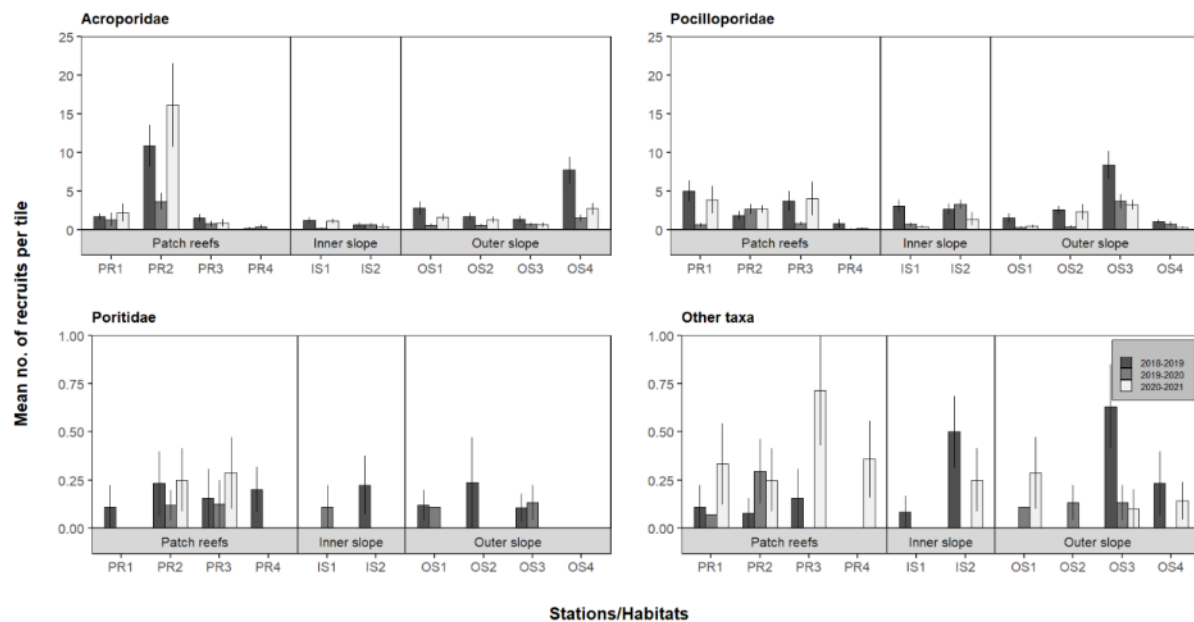 Acroporidae
25
20
15
10
5
0
Patch reefs Inner slope Outer slope
PR1 PR2 PR3 PR4 IS1 IS2 OS1 OS2 OS3 OS4
Pocilloporidae
25
20
15
10
5
0
Patch reefs Inner slope Outer slope
PR1 PR2 PR3 PR4 IS1 IS2 OS1 OS2 OS3 OS4
Mean no. of recruits per tile
Poritidae
1.00
0.75
0.50
0.25
0.00
Patch reefs Inner slope Outer slope
PR1 PR2 PR3 PR4 IS1 IS2 OS1 OS2 OS3 OS4
Other taxa
1.00
0.75
0.50
0.25
0.00
2018-2019
2019-2020
2020-2021
Patch reefs Inner slope Outer slope
PR1 PR2 PR3 PR4 IS1 IS2 OS1 OS2 OS3 OS4
Stations/Habitats